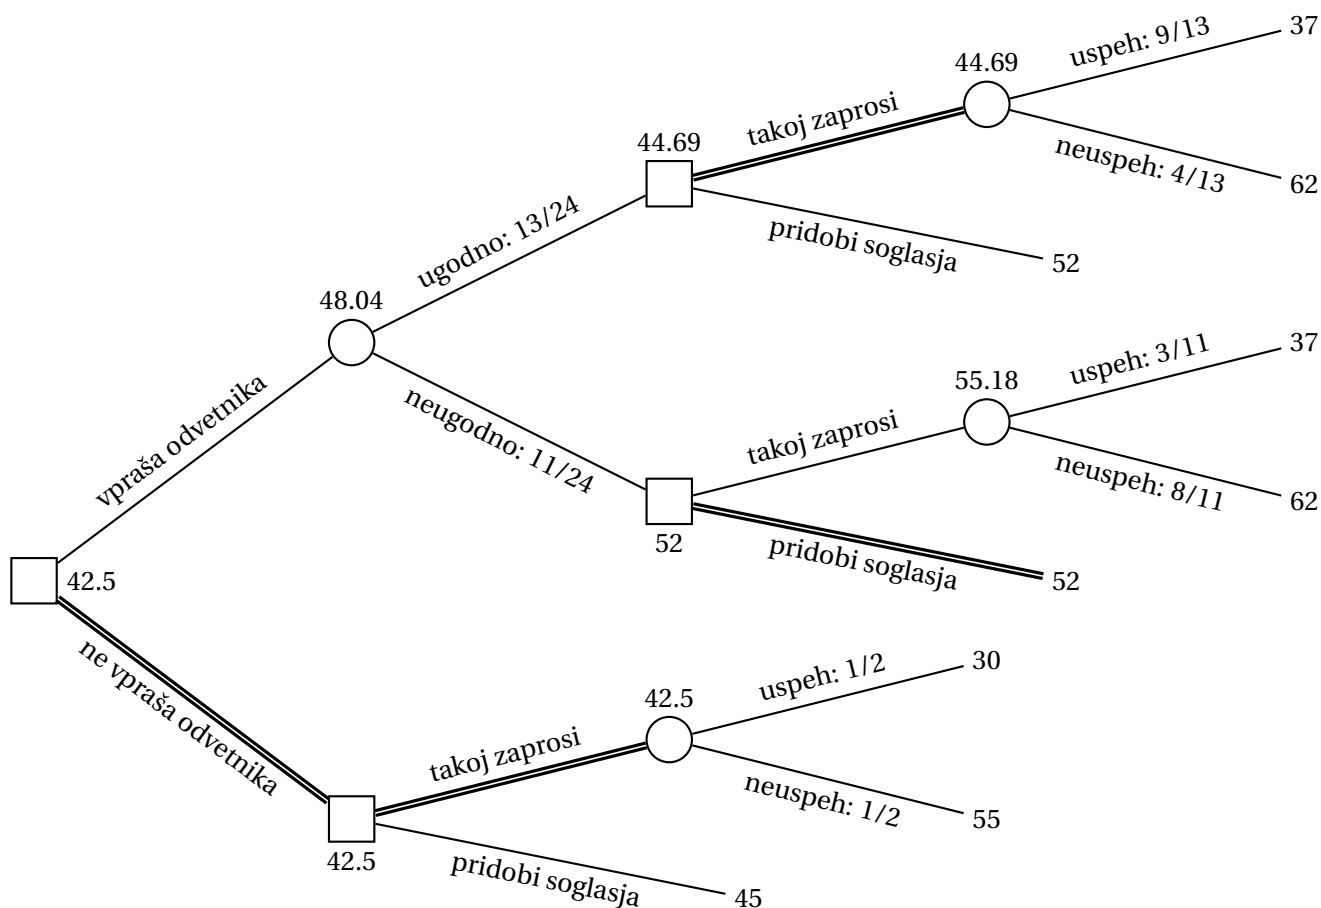 uspeh: 9/13
37
44.69
takoj zaprosi
neuspeh: 4/13
62
44.69
pridobi soglasja
52
ugodno: 13/24
48.04
uspeh: 3/11
37
55.18
takoj zaprosi
neuspeh: 8/11
62
neugodno: 11/24
52
pridobi soglasja
52
vpraša odvetnika
42.5
ne vpraša odvetnika
uspeh: 1/2
30
42.5
takoj zaprosi
neuspeh: 1/2
55
42.5
pridobi soglasja
45